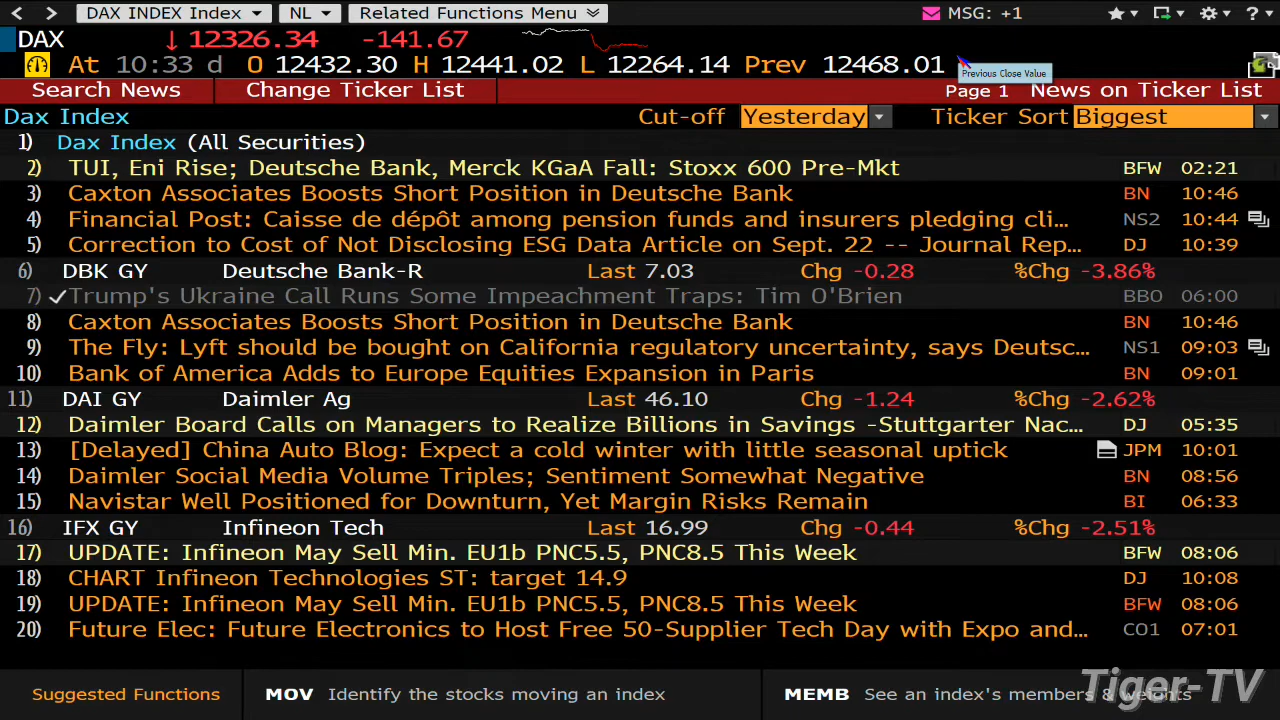 DAX INDEX Index NL Related Functions Menu MSG: +1 ?
DAX ↓ 12326.34 -141.67
At 10:33 d O 12432.30 H 12441.02 L 12264.14 Prev 12468.01
Previous Close Value
Search News Change Ticker List Page 1 News on Ticker List
Dax Index Cut-off Yesterday Ticker Sort Biggest
1) Dax Index (All Securities)
2) TUI, Eni Rise; Deutsche Bank, Merck KGaA Fall: Stoxx 600 Pre-Mkt BFW 02:21
3) Caxton Associates Boosts Short Position in Deutsche Bank BN 10:46
4) Financial Post: Caisse de dépôt among pension funds and insurers pledging cli... NS2 10:44
5) Correction to Cost of Not Disclosing ESG Data Article on Sept. 22 -- Journal Rep... DJ 10:39
6) DBK GY Deutsche Bank-R Last 7.03 Chg -0.28 %Chg -3.86%
7) ✓Trump's Ukraine Call Runs Some Impeachment Traps: Tim O'Brien BBO 06:00
8) Caxton Associates Boosts Short Position in Deutsche Bank BN 10:46
9) The Fly: Lyft should be bought on California regulatory uncertainty, says Deutsc... NS1 09:03
10) Bank of America Adds to Europe Equities Expansion in Paris BN 09:01
11) DAI GY Daimler Ag Last 46.10 Chg -1.24 %Chg -2.62%
12) Daimler Board Calls on Managers to Realize Billions in Savings -Stuttgarter Nac... DJ 05:35
13) [Delayed] China Auto Blog: Expect a cold winter with little seasonal uptick JPM 10:01
14) Daimler Social Media Volume Triples; Sentiment Somewhat Negative BN 08:56
15) Navistar Well Positioned for Downturn, Yet Margin Risks Remain BI 06:33
16) IFX GY Infineon Tech Last 16.99 Chg -0.44 %Chg -2.51%
17) UPDATE: Infineon May Sell Min. EU1b PNC5.5, PNC8.5 This Week BFW 08:06
18) CHART Infineon Technologies ST: target 14.9 DJ 10:08
19) UPDATE: Infineon May Sell Min. EU1b PNC5.5, PNC8.5 This Week BFW 08:06
20) Future Elec: Future Electronics to Host Free 50-Supplier Tech Day with Expo and... CO1 07:01
Suggested Functions MOV Identify the stocks moving an index MEMB See an index's members & weights
Tiger-TV